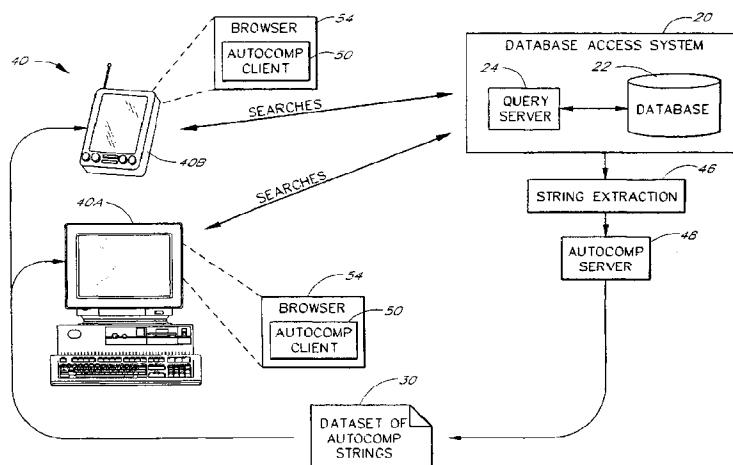 40
BROWSER
54
AUTOCOMP
CLIENT
50
40B
SEARCHES
SEARCHES
20
DATABASE ACCESS SYSTEM
24
22
QUERY
SERVER
DATABASE
46
STRING EXTRACTION
48
AUTOCOMP
SERVER
40A
54
BROWSER
50
AUTOCOMP
CLIENT
30
DATASET OF
AUTOCOMP
STRINGS